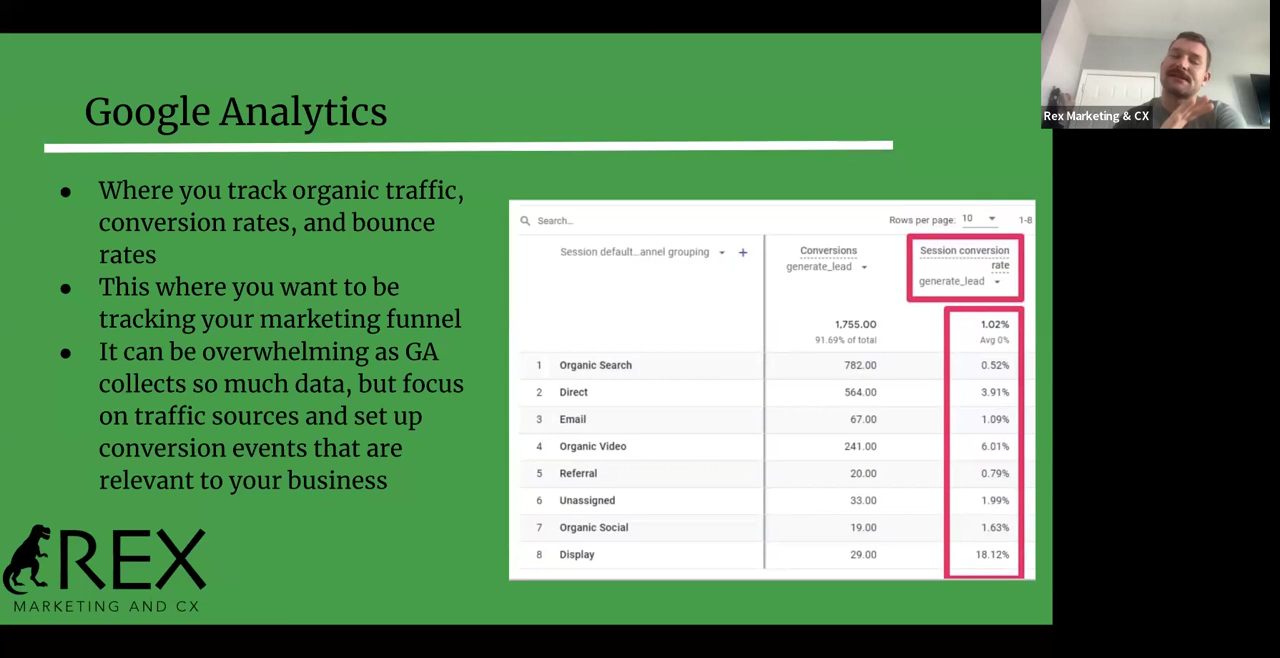 Google Analytics
● Where you track organic traffic,
conversion rates, and bounce
rates
● This where you want to be
tracking your marketing funnel
● It can be overwhelming as GA
collects so much data, but focus
on traffic sources and set up
conversion events that are
relevant to your business
REX
MARKETING AND CX
Search...
Rows per page: 10 1-8
Session default...annel grouping +
Conversions
generate_lead
Session conversion
rate
generate_lead
1,755.00 1.02%
91.69% of total Avg 0%
1 Organic Search 782.00 0.52%
2 Direct 564.00 3.91%
3 Email 67.00 1.09%
4 Organic Video 241.00 6.01%
5 Referral 20.00 0.79%
6 Unassigned 33.00 1.99%
7 Organic Social 19.00 1.63%
8 Display 29.00 18.12%
Rex Marketing & CX